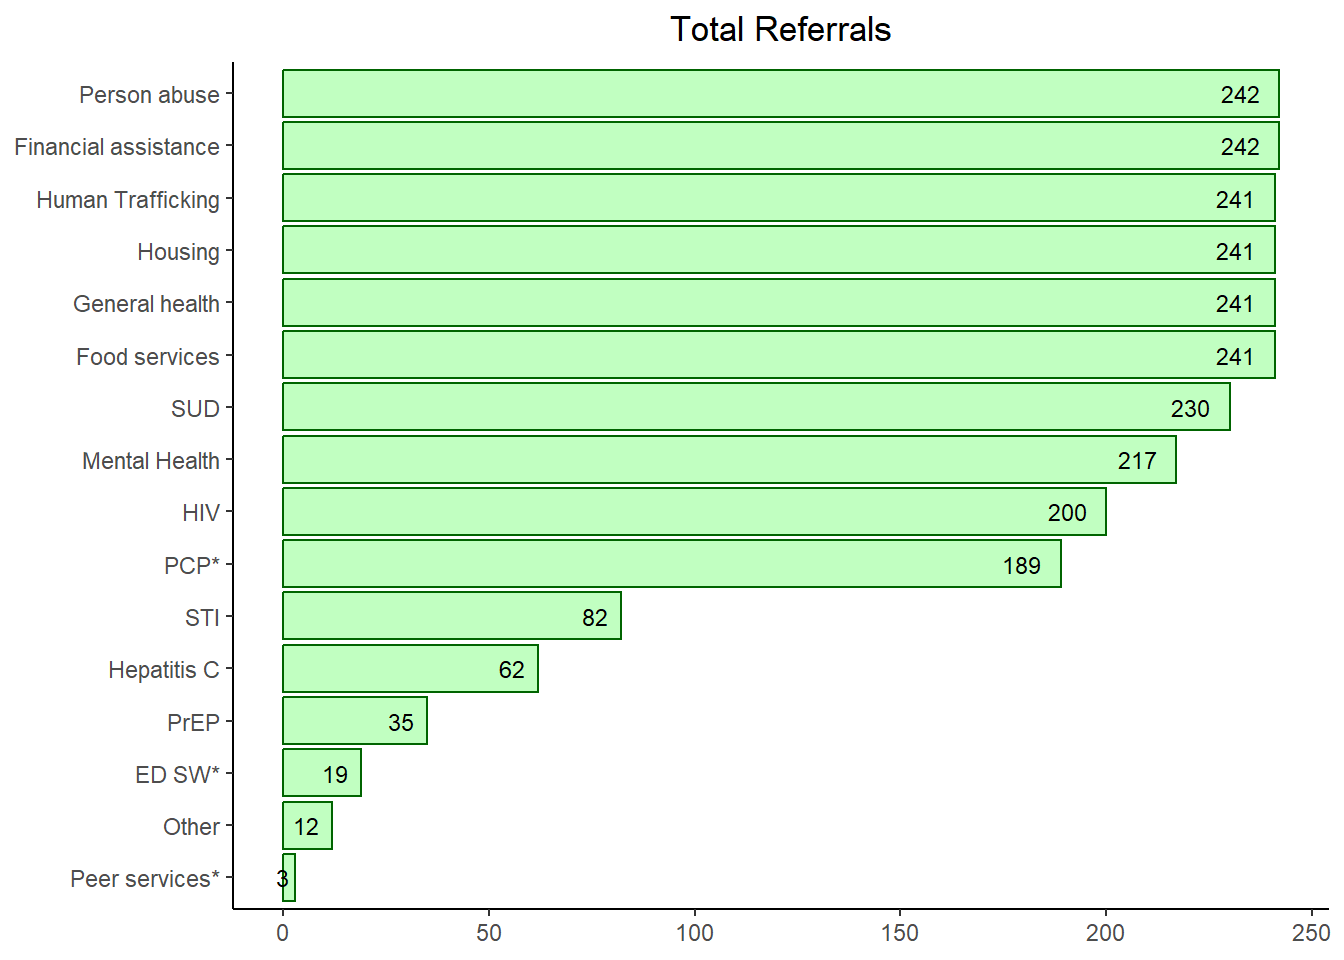 Total Referrals
Person abuse 242
Financial assistance 242
Human Trafficking 241
Housing 241
General health 241
Food services 241
SUD 230
Mental Health 217
HIV 200
PCP* 189
STI 82
Hepatitis C 62
PrEP 35
ED SW* 19
Other 12
Peer services* 3
0 50 100 150 200 250